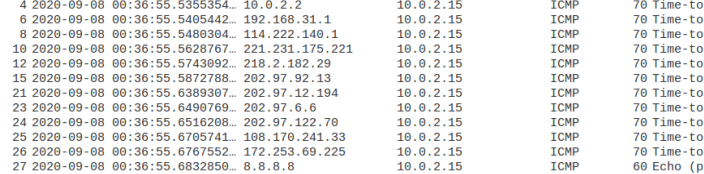 4 2020-09-08 00:36:55.5355354… 10.0.2.2 10.0.2.15 ICMP 70 Time-to
6 2020-09-08 00:36:55.5405442… 192.168.31.1 10.0.2.15 ICMP 70 Time-to
8 2020-09-08 00:36:55.5480304… 114.222.140.1 10.0.2.15 ICMP 70 Time-to
10 2020-09-08 00:36:55.5628767… 221.231.175.221 10.0.2.15 ICMP 70 Time-to
12 2020-09-08 00:36:55.5743092… 218.2.182.29 10.0.2.15 ICMP 70 Time-to
15 2020-09-08 00:36:55.5872788… 202.97.92.13 10.0.2.15 ICMP 70 Time-to
21 2020-09-08 00:36:55.6389307… 202.97.12.194 10.0.2.15 ICMP 70 Time-to
23 2020-09-08 00:36:55.6490769… 202.97.6.6 10.0.2.15 ICMP 70 Time-to
24 2020-09-08 00:36:55.6516208… 202.97.122.70 10.0.2.15 ICMP 70 Time-to
25 2020-09-08 00:36:55.6705741… 108.170.241.33 10.0.2.15 ICMP 70 Time-to
26 2020-09-08 00:36:55.6767552… 172.253.69.225 10.0.2.15 ICMP 70 Time-to
27 2020-09-08 00:36:55.6832850… 8.8.8.8 10.0.2.15 ICMP 60 Echo (p